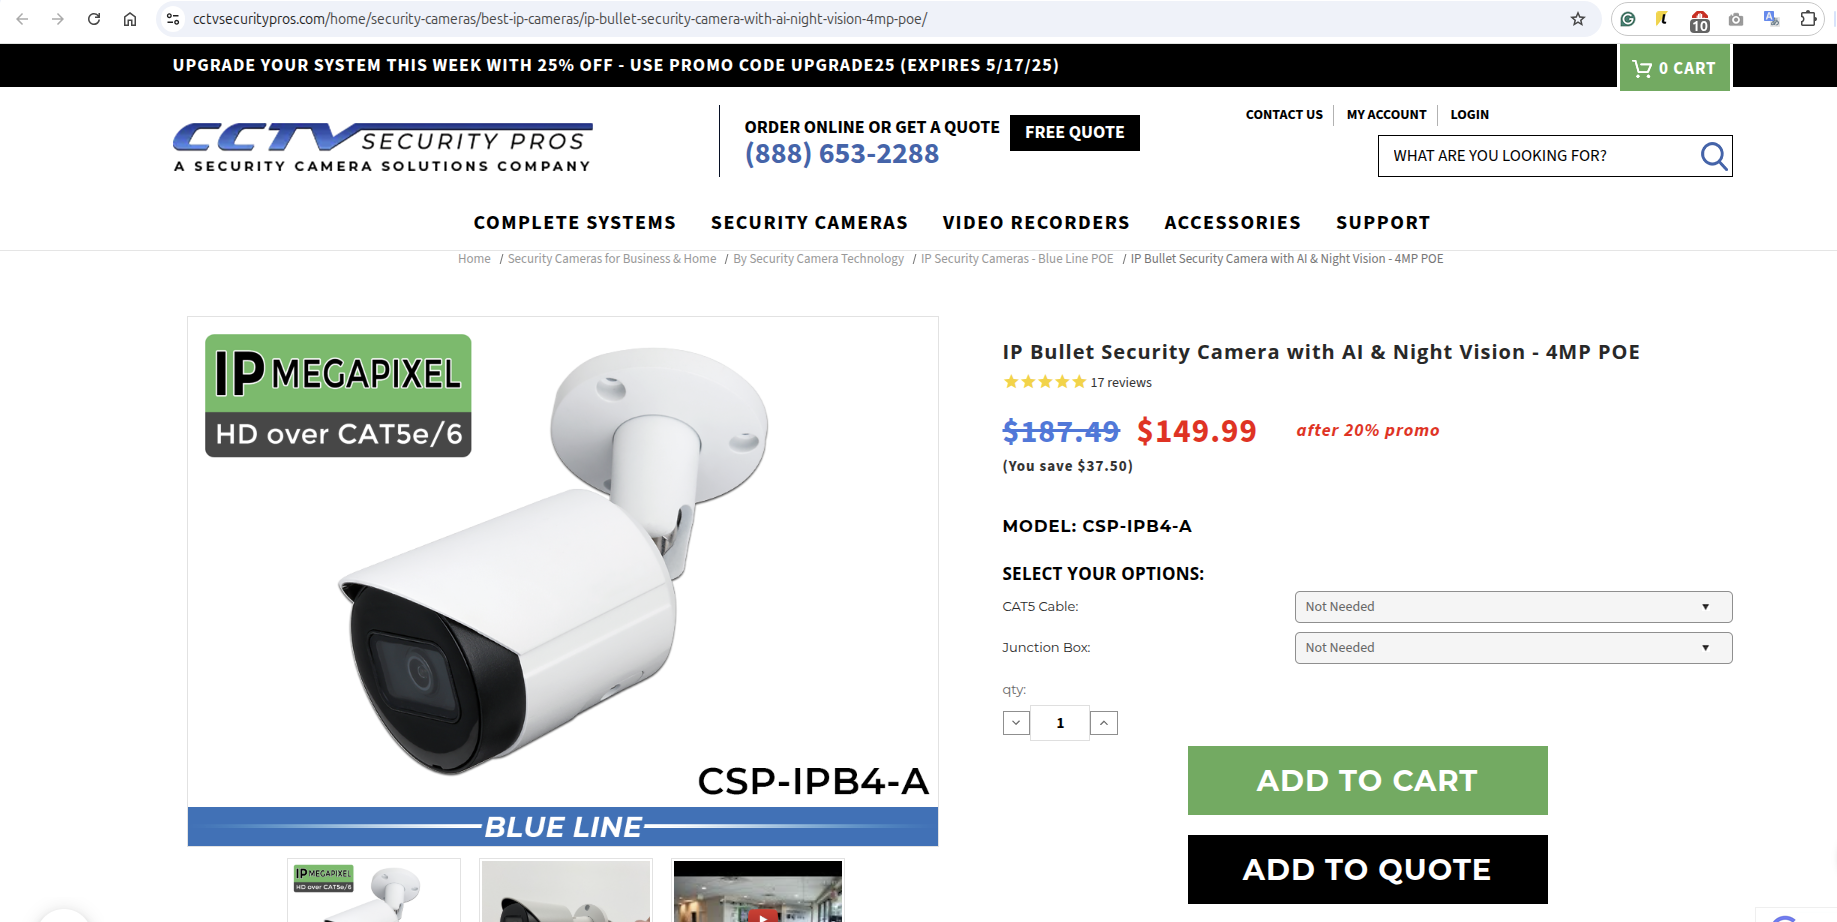 cctvsecuritypros.com/home/security-cameras/best-ip-cameras/ip-bullet-security-camera-with-ai-night-vision-4mp-poe/
10
UPGRADE YOUR SYSTEM THIS WEEK WITH 25% OFF - USE PROMO CODE UPGRADE25 (EXPIRES 5/17/25)
0 CART
CCTV SECURITY PROS
A SECURITY CAMERA SOLUTIONS COMPANY
ORDER ONLINE OR GET A QUOTE
(888) 653-2288
FREE QUOTE
CONTACT US
MY ACCOUNT
LOGIN
WHAT ARE YOU LOOKING FOR?
COMPLETE SYSTEMS
SECURITY CAMERAS
VIDEO RECORDERS
ACCESSORIES
SUPPORT
Home / Security Cameras for Business & Home / By Security Camera Technology / IP Security Cameras - Blue Line POE / IP Bullet Security Camera with AI & Night Vision - 4MP POE
IP MEGAPIXEL
HD over CAT5e/6
CSP-IPB4-A
BLUE LINE
IP MEGAPIXEL
HD over CAT5e/6
IP Bullet Security Camera with AI & Night Vision - 4MP POE
17 reviews
$187.49 $149.99 after 20% promo
(You save $37.50)
MODEL: CSP-IPB4-A
SELECT YOUR OPTIONS:
CAT5 Cable: Not Needed
Junction Box: Not Needed
qty:
1
ADD TO CART
ADD TO QUOTE